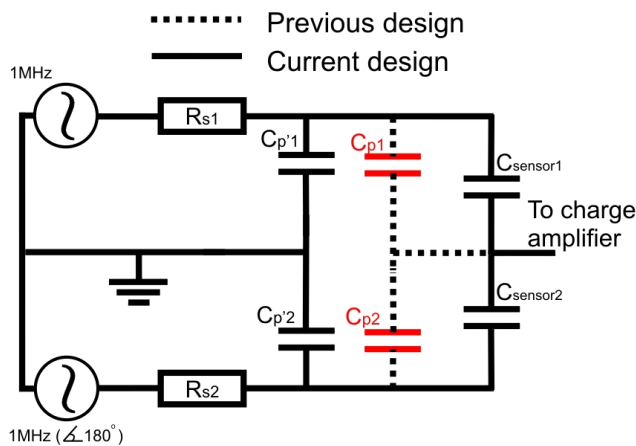 Previous design
Current design
1MHz
Rs1
Cp'1
Cp1
Csensor1
To charge
amplifier
Cp'2
Cp2
Csensor2
Rs2
1MHz (∡180°)